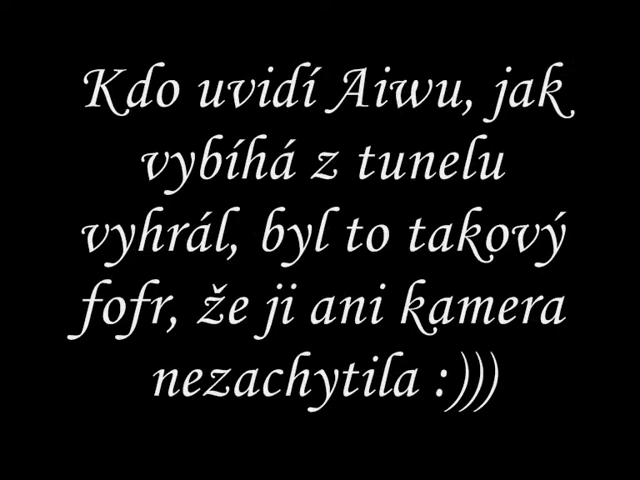 Kdo uvidí Aiwu, jak
vybíhá z tunelu
vyhrál, byl to takový
fofr, že ji ani kamera
nezachytila :)))